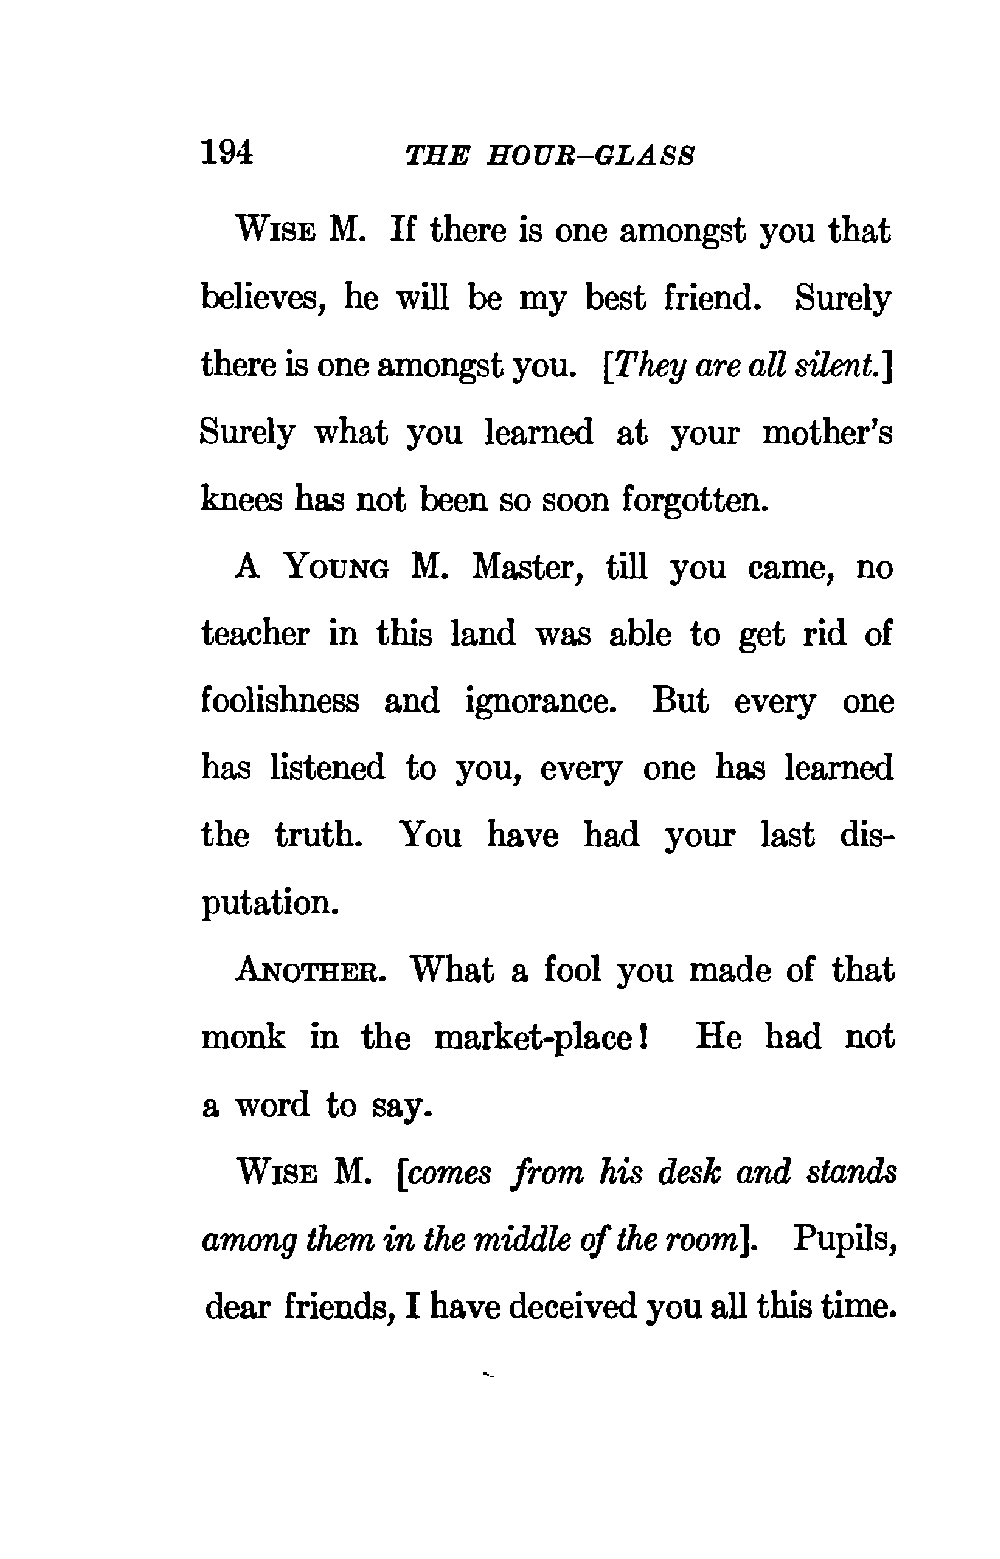 194 THE HOUR-GLASS
WISE M. If there is one amongst you that
believes, he will be my best friend. Surely
there is one amongst you. [They are all silent.]
Surely what you learned at your mother's
knees has not been so soon forgotten.
A YOUNG M. Master, till you came, no
teacher in this land was able to get rid of
foolishness and ignorance. But every one
has listened to you, every one has learned
the truth. You have had your last dis-
putation.
ANOTHER. What a fool you made of that
monk in the market-place! He had not
a word to say.
WISE M. [comes from his desk and stands
among them in the middle of the room]. Pupils,
dear friends, I have deceived you all this time.